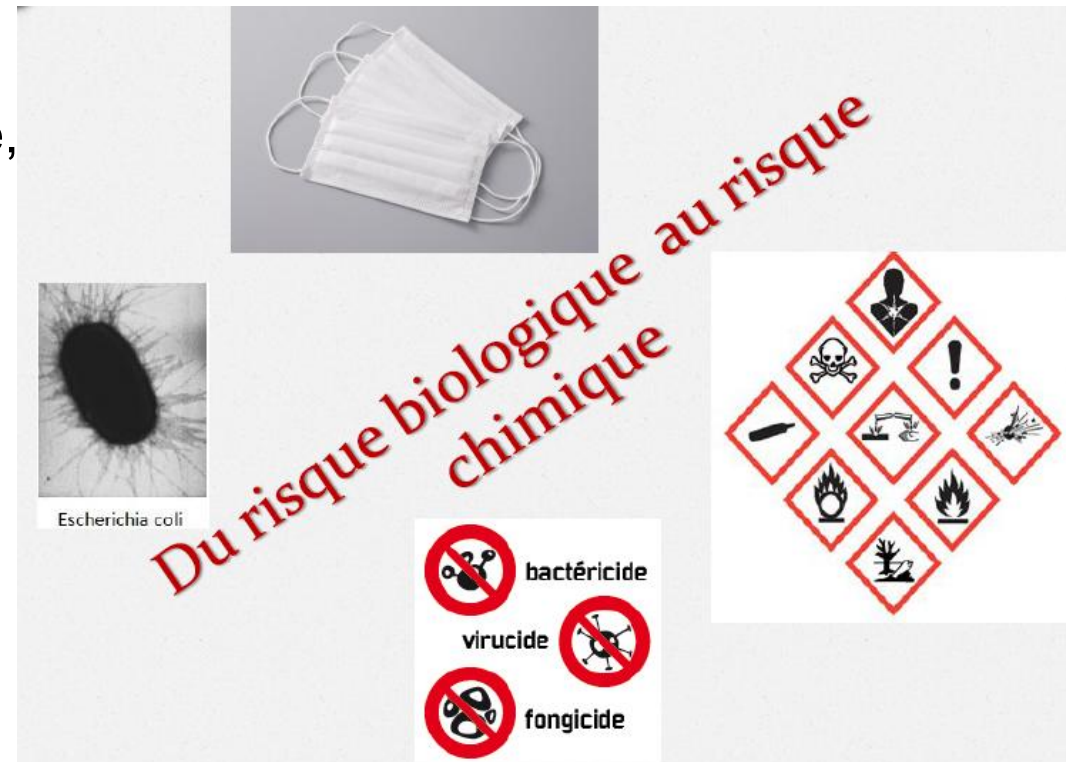 e,
Du risque biologique au risque
chimique
Escherichia coli
bactéricide
virucide
fongicide